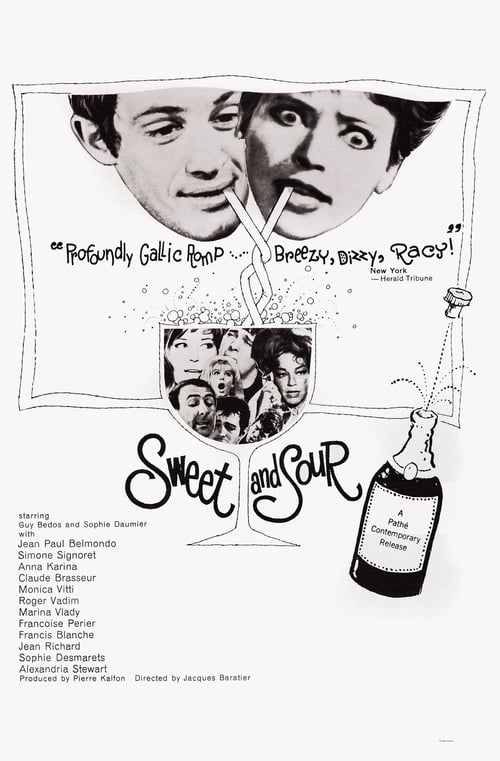 “Profoundly Gallic Romp ..... Breezy, Dizzy, Racy!”
New York
— Herald Tribune
Sweet and Sour
A
Pathé
Contemporary
Release
starring
Guy Bedos and Sophie Daumier
with
Jean Paul Belmondo
Simone Signoret
Anna Karina
Claude Brasseur
Monica Vitti
Roger Vadim
Marina Vlady
Francoise Perier
Francis Blanche
Jean Richard
Sophie Desmarets
Alexandria Stewart
Produced by Pierre Kalfon Directed by Jacques Baratier